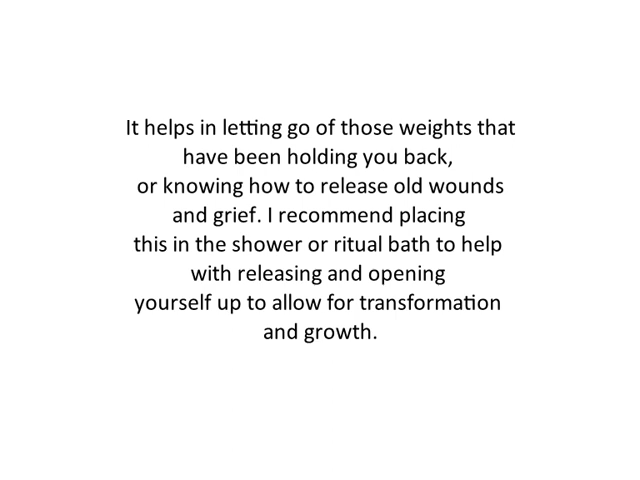 It helps in letting go of those weights that
have been holding you back,
or knowing how to release old wounds
and grief. I recommend placing
this in the shower or ritual bath to help
with releasing and opening
yourself up to allow for transformation
and growth.